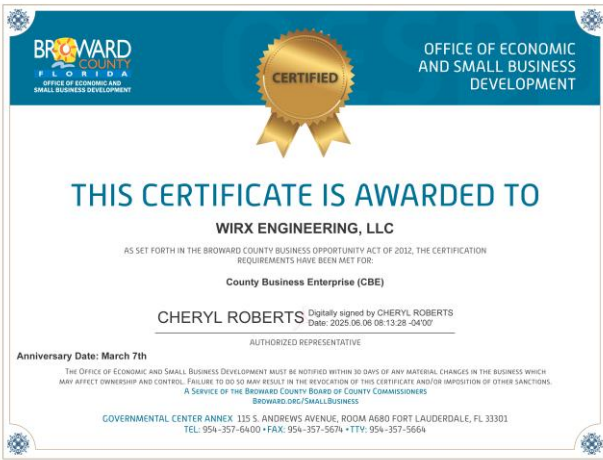 BROWARD
COUNTY
FLORIDA
OFFICE OF ECONOMIC AND
SMALL BUSINESS DEVELOPMENT
CERTIFIED
OFFICE OF ECONOMIC
AND SMALL BUSINESS
DEVELOPMENT
THIS CERTIFICATE IS AWARDED TO
WIRX ENGINEERING, LLC
AS SET FORTH IN THE BROWARD COUNTY BUSINESS OPPORTUNITY ACT OF 2012, THE CERTIFICATION
REQUIREMENTS HAVE BEEN MET FOR:
County Business Enterprise (CBE)
CHERYL ROBERTS
Digitally signed by CHERYL ROBERTS
Date: 2025.06.06 08:13:28 -04'00'
AUTHORIZED REPRESENTATIVE
Anniversary Date: March 7th
THE OFFICE OF ECONOMIC AND SMALL BUSINESS DEVELOPMENT MUST BE NOTIFIED WITHIN 30 DAYS OF ANY MATERIAL CHANGES IN THE BUSINESS WHICH
MAY AFFECT OWNERSHIP AND CONTROL. FAILURE TO DO SO MAY RESULT IN THE REVOCATION OF THIS CERTIFICATE AND/OR IMPOSITION OF OTHER SANCTIONS.
A SERVICE OF THE BROWARD COUNTY BOARD OF COUNTY COMMISSIONERS
BROWARD.ORG/SMALLBUSINESS
GOVERNMENTAL CENTER ANNEX 115 S. ANDREWS AVENUE, ROOM A680 FORT LAUDERDALE, FL 33301
TEL: 954-357-6400 • FAX: 954-357-5674 • TTY: 954-357-5664